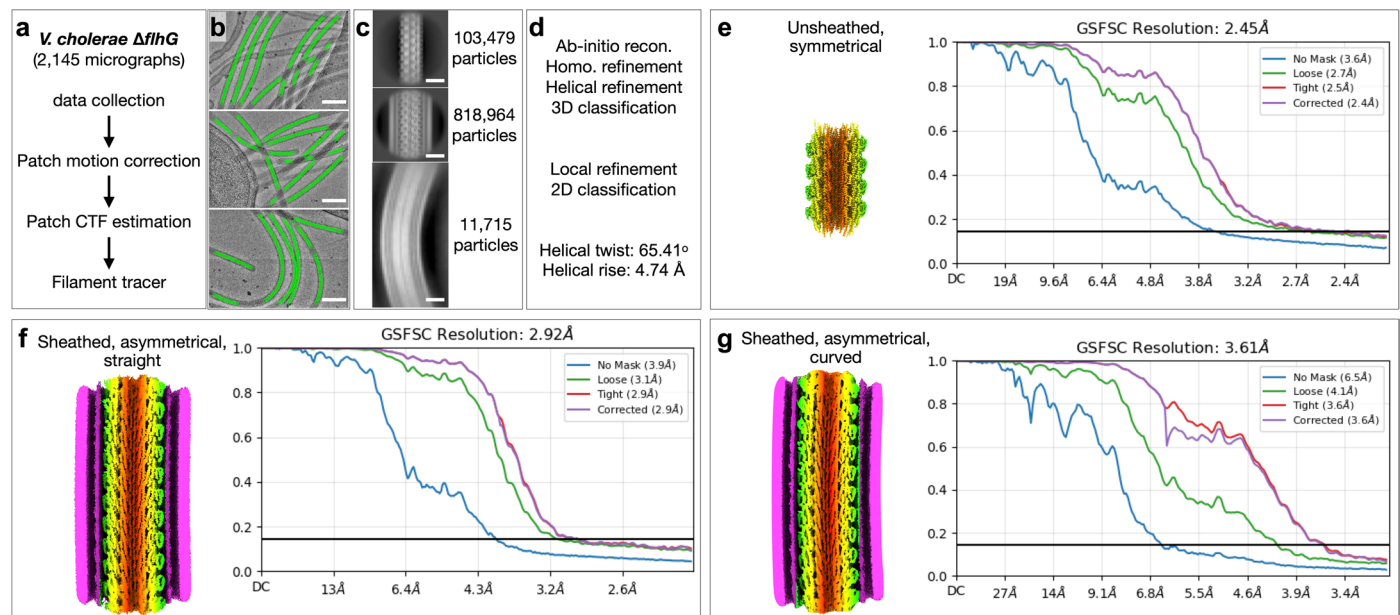 a
V. cholerae ΔflhG
(2,145 micrographs)
data collection
Patch motion correction
Patch CTF estimation
Filament tracer
b
c
103,479
particles
818,964
particles
11,715
particles
d
Ab-initio recon.
Homo. refinement
Helical refinement
3D classification
Local refinement
2D classification
Helical twist: 65.41º
Helical rise: 4.74 Å
e
Unsheathed,
symmetrical
GSFSC Resolution: 2.45Å
1.0
0.8
0.6
0.4
0.2
0.0
No Mask (3.6Å)
Loose (2.7Å)
Tight (2.5Å)
Corrected (2.4Å)
DC 19Å 9.6Å 6.4Å 4.8Å 3.8Å 3.2Å 2.7Å 2.4Å
f
Sheathed, asymmetrical,
straight
GSFSC Resolution: 2.92Å
1.0
0.8
0.6
0.4
0.2
0.0
No Mask (3.9Å)
Loose (3.1Å)
Tight (2.9Å)
Corrected (2.9Å)
DC 13Å 6.4Å 4.3Å 3.2Å 2.6Å
g
Sheathed, asymmetrical,
curved
GSFSC Resolution: 3.61Å
1.0
0.8
0.6
0.4
0.2
0.0
No Mask (6.5Å)
Loose (4.1Å)
Tight (3.6Å)
Corrected (3.6Å)
DC 27Å 14Å 9.1Å 6.8Å 5.5Å 4.6Å 3.9Å 3.4Å